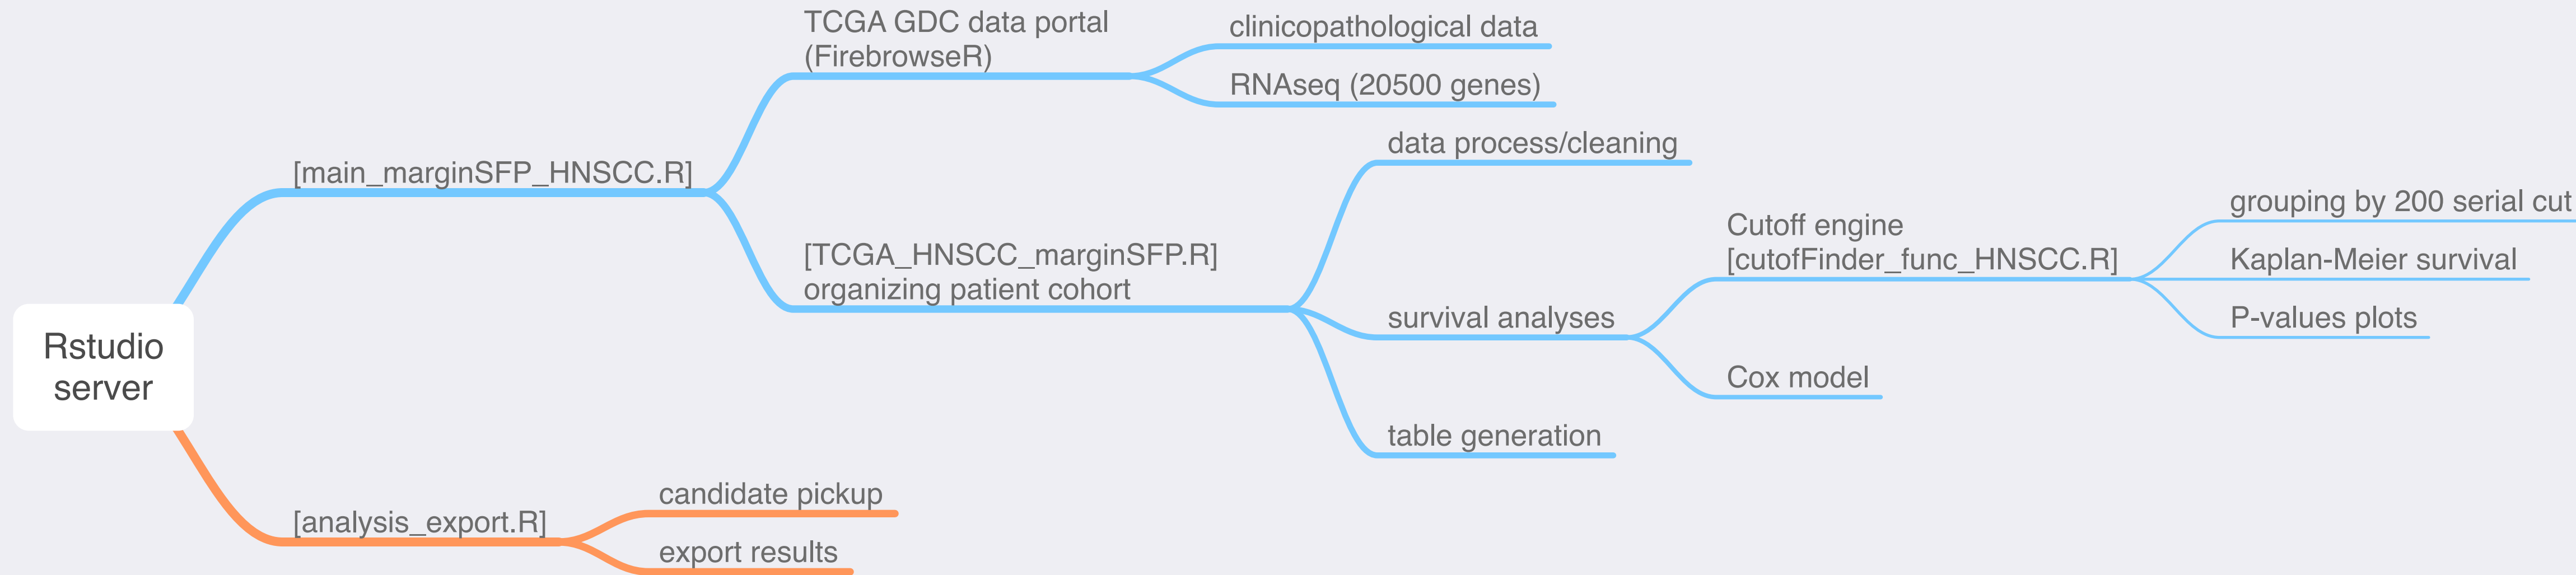 TCGA GDC data portal
(FirebrowseR)
clinicopathological data
RNAseq (20500 genes)
[main_marginSFP_HNSCC.R]
data process/cleaning
[TCGA_HNSCC_marginSFP.R]
organizing patient cohort
Cutoff engine
[cutofFinder_func_HNSCC.R]
grouping by 200 serial cut
Kaplan-Meier survival
P-values plots
survival analyses
Cox model
table generation
Rstudio
server
[analysis_export.R]
candidate pickup
export results